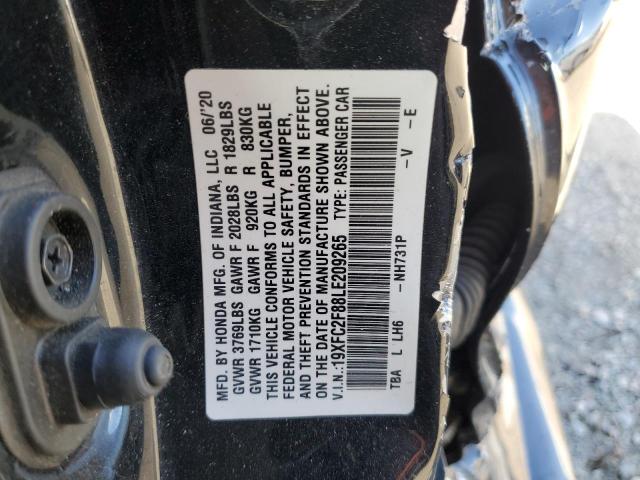 MFD. BY HONDA MFG. OF INDIANA, LLC 06/'20
GVWR 3769LBS GAWR F 2028LBS R 1829LBS
GVWR 1710KG GAWR F 920KG R 830KG
THIS VEHICLE CONFORMS TO ALL APPLICABLE
FEDERAL MOTOR VEHICLE SAFETY, BUMPER,
AND THEFT PREVENTION STANDARDS IN EFFECT
ON THE DATE OF MANUFACTURE SHOWN ABOVE.
V.I.N.:19XFC2F88LE209265 TYPE: PASSENGER CAR
TBA L LH6 -NH731P -V -E